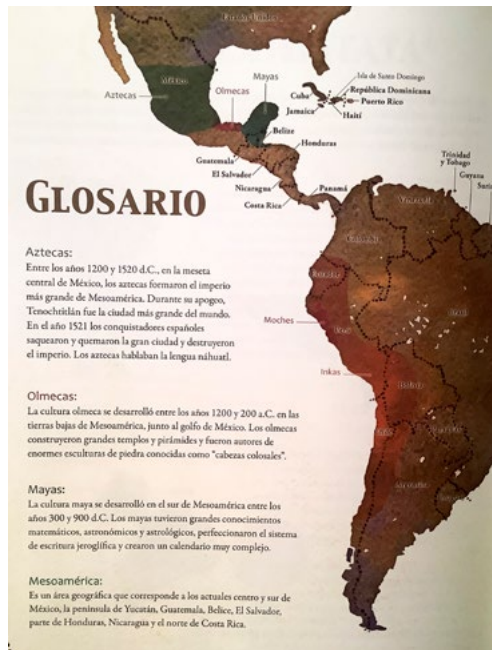 Estados Unidos
México
Aztecas
Olmecas
Mayas
Isla de Santo Domingo
Cuba
República Dominicana
Puerto Rico
Jamaica
Haití
Belize
Honduras
Guatemala
El Salvador
Nicaragua
Panamá
Costa Rica
Trinidad
y Tobago
Guyana
Venezuela
Colombia
Ecuador
Moches
Perú
Brasil
Inkas
Bolivia
Chile
Argentina
GLOSARIO
Aztecas:
Entre los años 1200 y 1520 d.C., en la meseta
central de México, los aztecas formaron el imperio
más grande de Mesoamérica. Durante su apogeo,
Tenochtitlán fue la ciudad más grande del mundo.
En el año 1521 los conquistadores españoles
saquearon y quemaron la gran ciudad y destruyeron
el imperio. Los aztecas hablaban la lengua náhuatl.
Olmecas:
La cultura olmeca se desarrolló entre los años 1200 y 200 a.C. en las
tierras bajas de Mesoamérica, junto al golfo de México. Los olmecas
construyeron grandes templos y pirámides y fueron autores de
enormes esculturas de piedra conocidas como "cabezas colosales".
Mayas:
La cultura maya se desarrolló en el sur de Mesoamérica entre los
años 300 y 900 d.C. Los mayas tuvieron grandes conocimientos
matemáticos, astronómicos y astrológicos, perfeccionaron el sistema
de escritura jeroglífica y crearon un calendario muy complejo.
Mesoamérica:
Es un área geográfica que corresponde a los actuales centro y sur de
México, la península de Yucatán, Guatemala, Belice, El Salvador,
parte de Honduras, Nicaragua y el norte de Costa Rica.